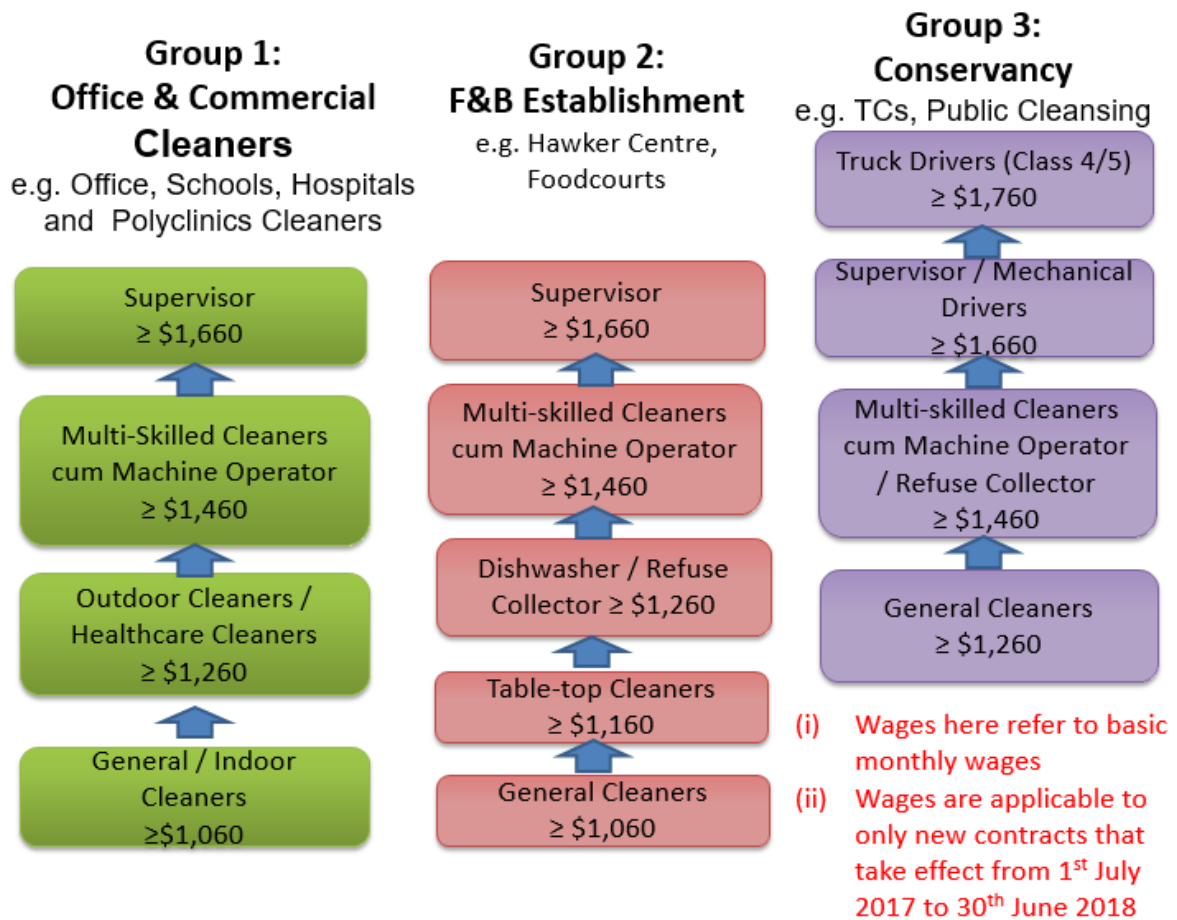 Group 1:
Office & Commercial
Cleaners
e.g. Office, Schools, Hospitals
and Polyclinics Cleaners
Supervisor
≥ $1,660
Multi-Skilled Cleaners
cum Machine Operator
≥ $1,460
Outdoor Cleaners /
Healthcare Cleaners
≥ $1,260
General / Indoor
Cleaners
≥$1,060
Group 2:
F&B Establishment
e.g. Hawker Centre,
Foodcourts
Supervisor
≥ $1,660
Multi-skilled Cleaners
cum Machine Operator
≥ $1,460
Dishwasher / Refuse
Collector ≥ $1,260
Table-top Cleaners
≥ $1,160
General Cleaners
≥ $1,060
Group 3:
Conservancy
e.g. TCs, Public Cleansing
Truck Drivers (Class 4/5)
≥ $1,760
Supervisor / Mechanical
Drivers
≥ $1,660
Multi-skilled Cleaners
cum Machine Operator
/ Refuse Collector
≥ $1,460
General Cleaners
≥ $1,260
(i) Wages here refer to basic
monthly wages
(ii) Wages are applicable to
only new contracts that
take effect from 1st July
2017 to 30th June 2018